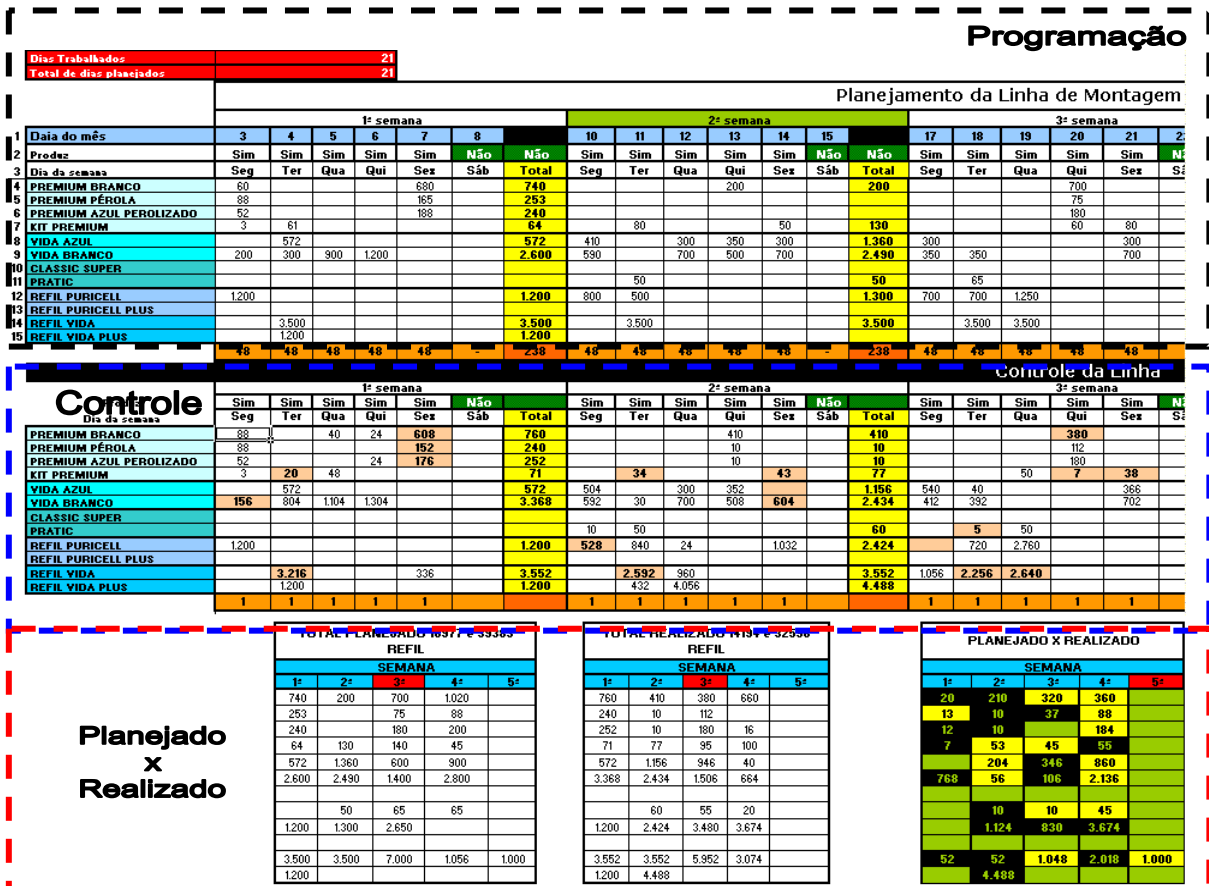 Programação
Dias Trabalhados 21
Total de dias planejados 21
Planejamento da Linha de Montagem
1ª semana 2ª semana 3ª semana
1 Daia do mês 3 4 5 6 7 8 10 11 12 13 14 15 17 18 19 20 21
2 Produz Sim Sim Sim Sim Sim Não Não Sim Sim Sim Sim Sim Não Não Sim Sim Sim Sim Sim
3 Dia da semana Seg Ter Qua Qui Sex Sáb Total Seg Ter Qua Qui Sex Sáb Total Seg Ter Qua Qui Sex
4 PREMIUM BRANCO 60 680 740 200 200 700
5 PREMIUM PÉROLA 88 165 253 75
6 PREMIUM AZUL PEROLIZADO 52 188 240 180
7 KIT PREMIUM 3 61 64 80 50 130 60 80
8 VIDA AZUL 572 572 410 300 350 300 1.360 300 300
9 VIDA BRANCO 200 300 900 1.200 2.600 590 700 500 700 2.490 350 350 700
10 CLASSIC SUPER
11 PRATIC 50 50 65
12 REFIL PURICELL 1.200 1.200 800 500 1.300 700 700 1.250
13 REFIL PURICELL PLUS
14 REFIL VIDA 3.500 3.500 3.500 3.500 3.500 3.500
15 REFIL VIDA PLUS 1.200 1.200
48 48 48 48 48 - 238 48 48 48 48 48 - 238 48 48 48 48 48
Controle da Linha
Controle
1ª semana 2ª semana 3ª semana
Sim Sim Sim Sim Sim Não Sim Sim Sim Sim Sim Não Sim Sim Sim Sim Sim
Dia da semana Seg Ter Qua Qui Sex Sáb Total Seg Ter Qua Qui Sex Sáb Total Seg Ter Qua Qui Sex
PREMIUM BRANCO 88 40 24 608 760 410 410 380
PREMIUM PÉROLA 88 152 240 10 10 112
PREMIUM AZUL PEROLIZADO 52 24 176 252 10 10 180
KIT PREMIUM 3 20 48 71 34 43 77 50 7 38
VIDA AZUL 572 572 504 300 352 1.156 540 40 366
VIDA BRANCO 156 804 1.104 1.304 3.368 592 30 700 508 604 2.434 412 392 702
CLASSIC SUPER
PRATIC 10 50 60 5 50
REFIL PURICELL 1.200 1.200 528 840 24 1.032 2.424 720 2.760
REFIL PURICELL PLUS
REFIL VIDA 3.216 336 3.552 2.592 960 3.552 1.056 2.256 2.640
REFIL VIDA PLUS 1.200 1.200 432 4.056 4.488
1 1 1 1 1 1 1 1 1 1 1 1 1 1 1
Planejado
x
Realizado
REFIL
SEMANA
1ª 2ª 3ª 4ª 5ª
740 200 700 1.020
253 75 88
240 180 200
64 130 140 45
572 1.360 600 900
2.600 2.490 1.400 2.800
50 65 65
1.200 1.300 2.650
3.500 3.500 7.000 1.056 1.000
1.200
REFIL
SEMANA
1ª 2ª 3ª 4ª 5ª
760 410 380 660
240 10 112
252 10 180 16
71 77 95 100
572 1.156 946 40
3.368 2.434 1.506 664
60 55 20
1.200 2.424 3.480 3.674
3.552 3.552 5.952 3.074
1.200 4.488
PLANEJADO X REALIZADO
SEMANA
1ª 2ª 3ª 4ª 5ª
20 210 320 360
13 10 37 88
12 10 184
7 53 45 55
204 346 860
768 56 106 2.136
10 10 45
1.124 830 3.674
52 52 1.048 2.018 1.000
4.488